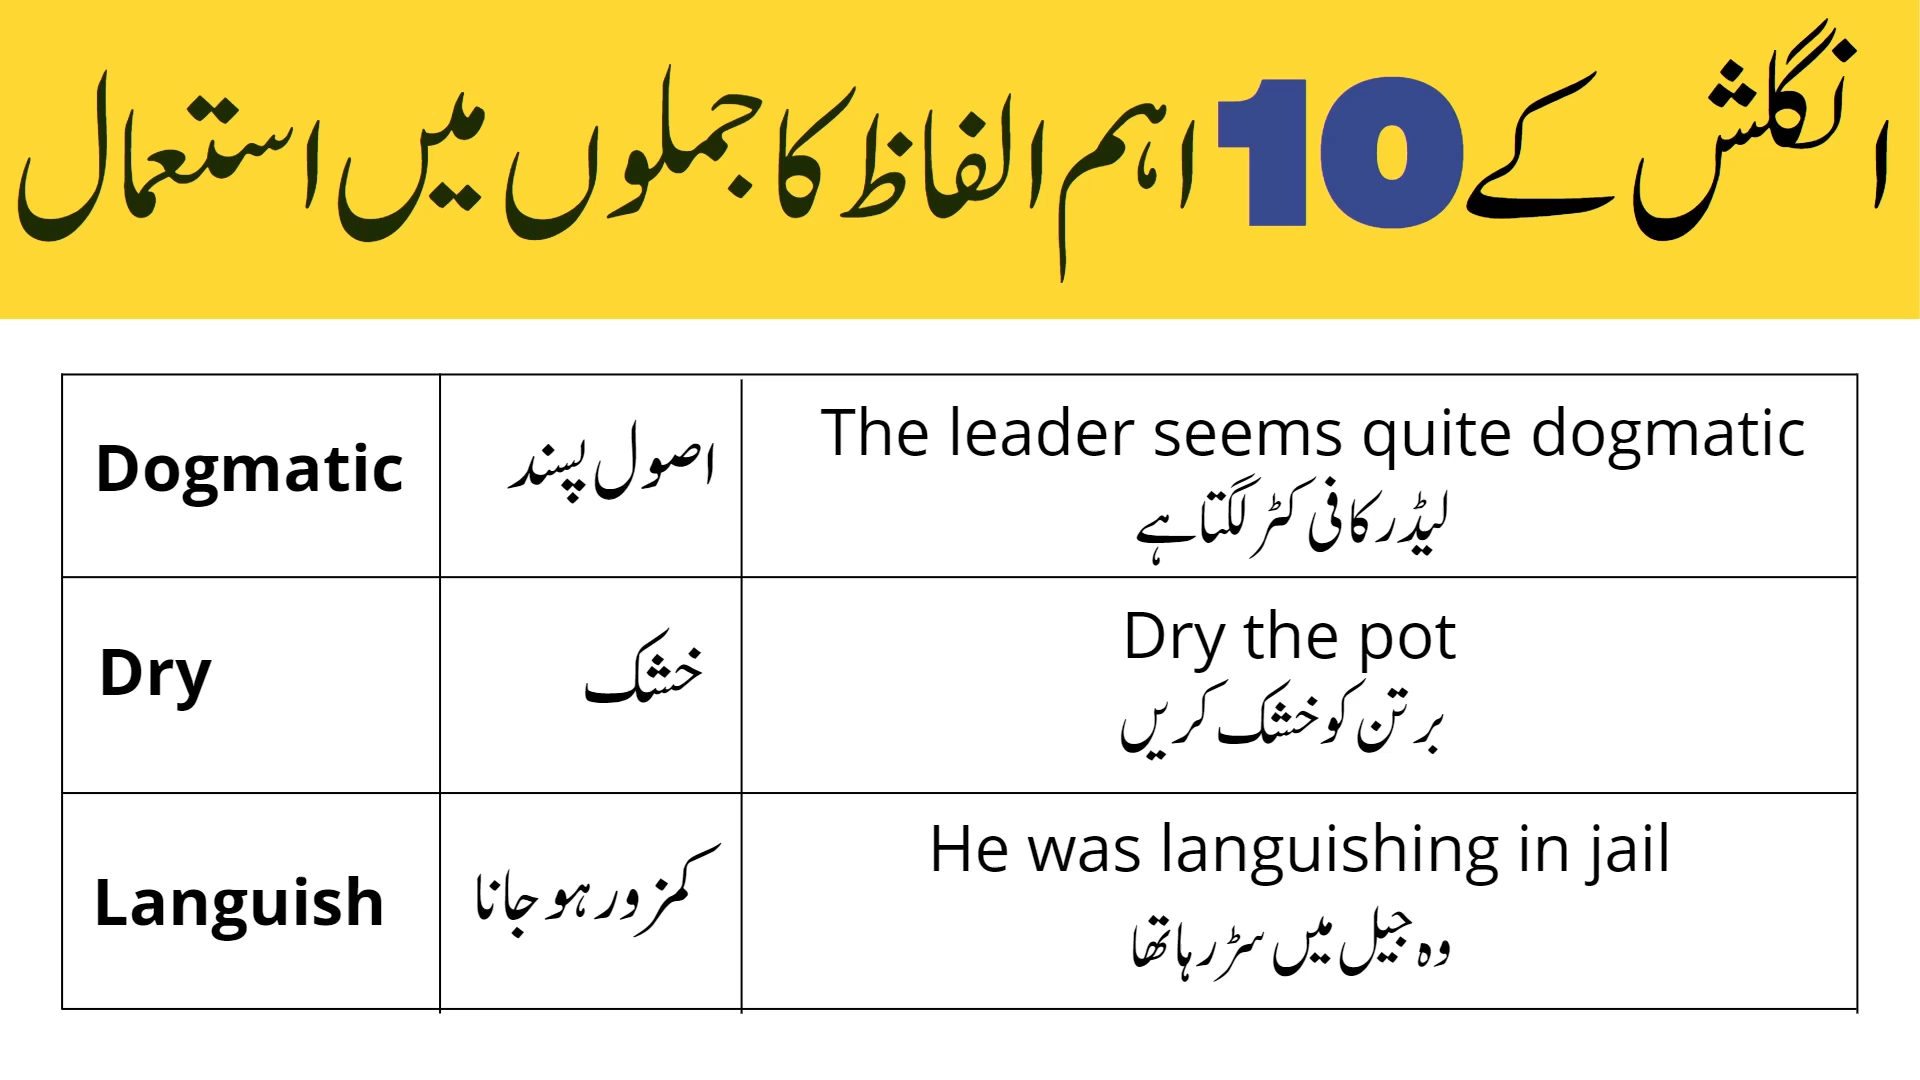 انگلش کے 10 اہم الفاظ کا جملوں میں استعمال
Dogmatic
اصول پسند
The leader seems quite dogmatic
لیڈر کافی کٹر لگتا ہے
Dry
خشک
Dry the pot
برتن کو خشک کریں
Languish
کمزور ہو جانا
He was languishing in jail
وہ جیل میں سڑ رہا تھا